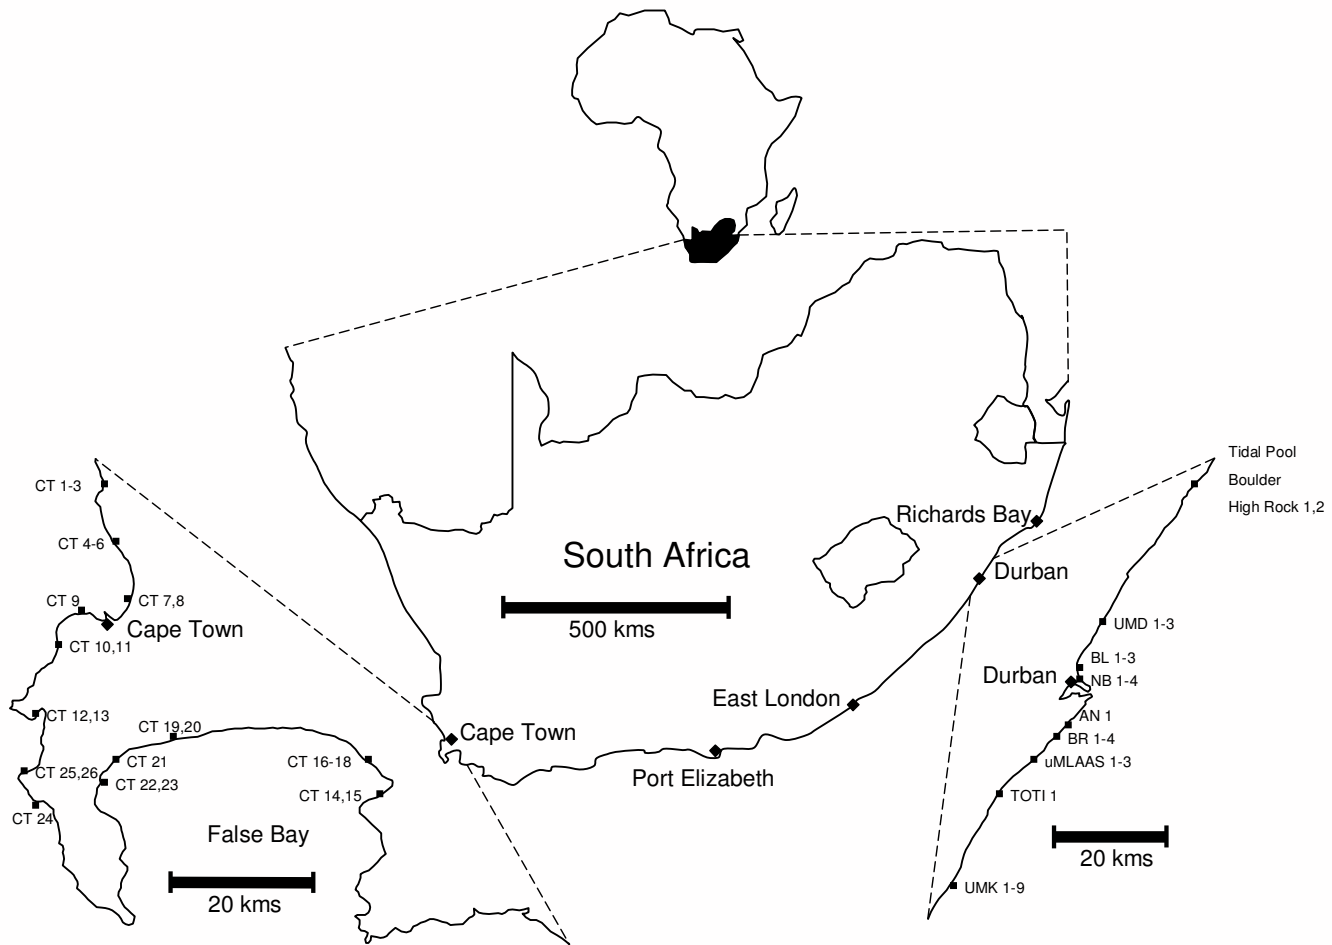 Tidal Pool
Boulder
High Rock 1,2
CT 1-3
CT 4-6
CT 9
CT 7,8
Cape Town
CT 10,11
CT 12,13
CT 19,20
CT 21
CT 25,26
CT 22,23
CT 24
CT 16-18
CT 14,15
False Bay
20 kms
South Africa
500 kms
Richards Bay
Durban
East London
Cape Town
Port Elizabeth
UMD 1-3
BL 1-3
Durban
NB 1-4
AN 1
BR 1-4
uMLAAS 1-3
TOTI 1
20 kms
UMK 1-9